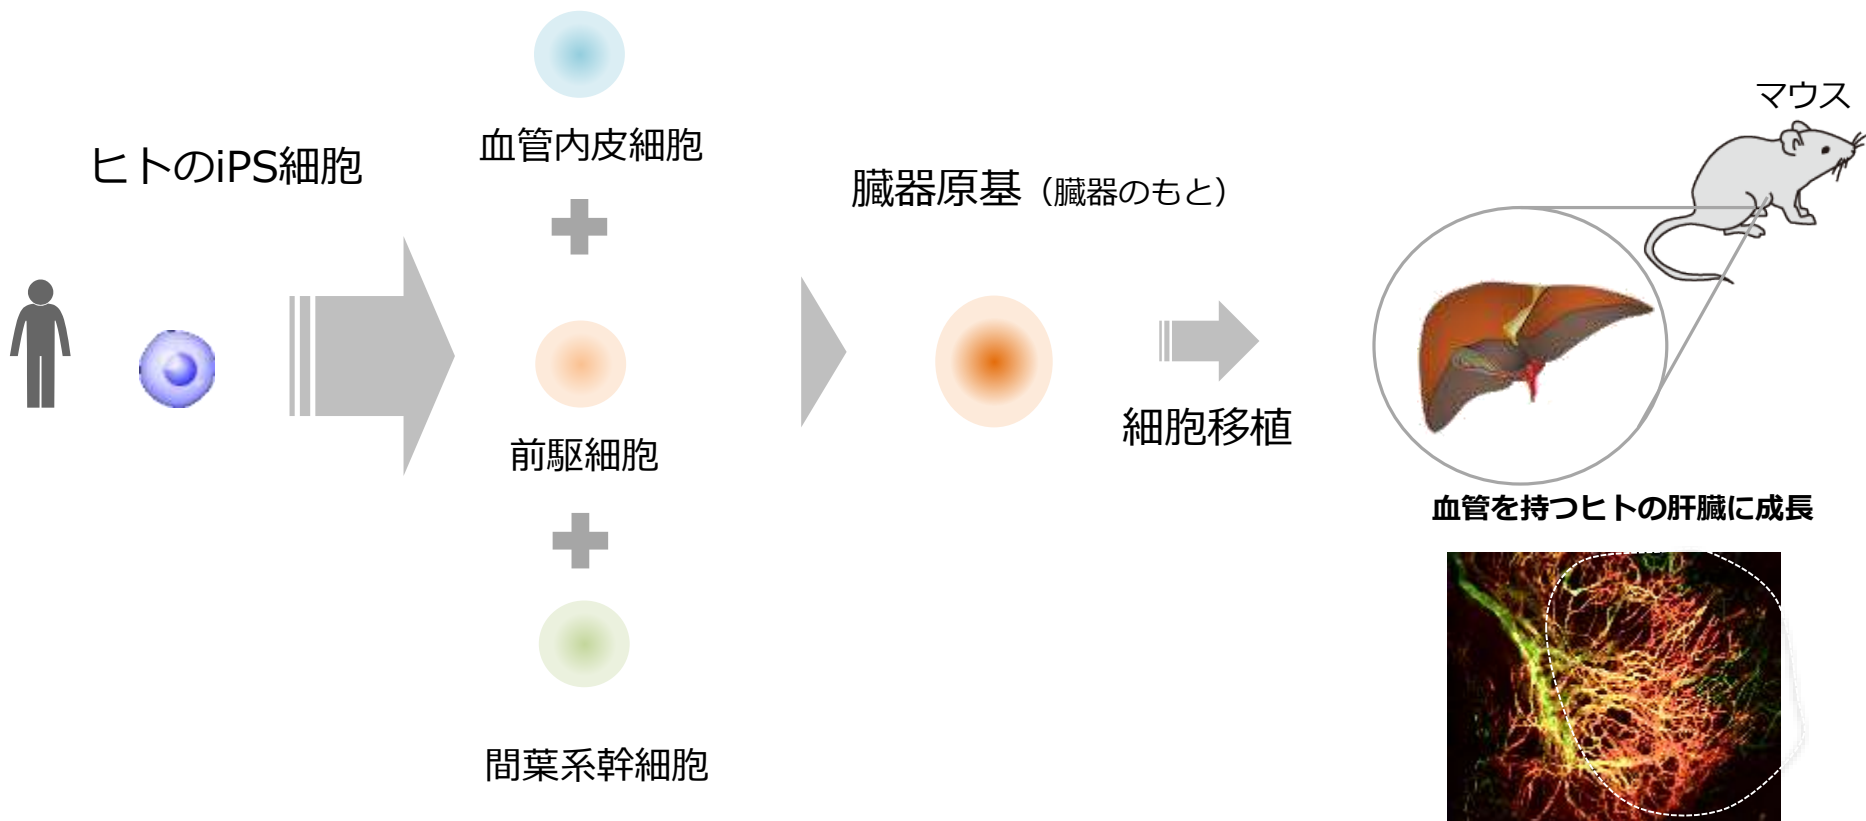 ヒトのiPS細胞
血管内皮細胞
前駆細胞
間葉系幹細胞
臓器原基（臓器のもと）
細胞移植
マウス
血管を持つヒトの肝臓に成長